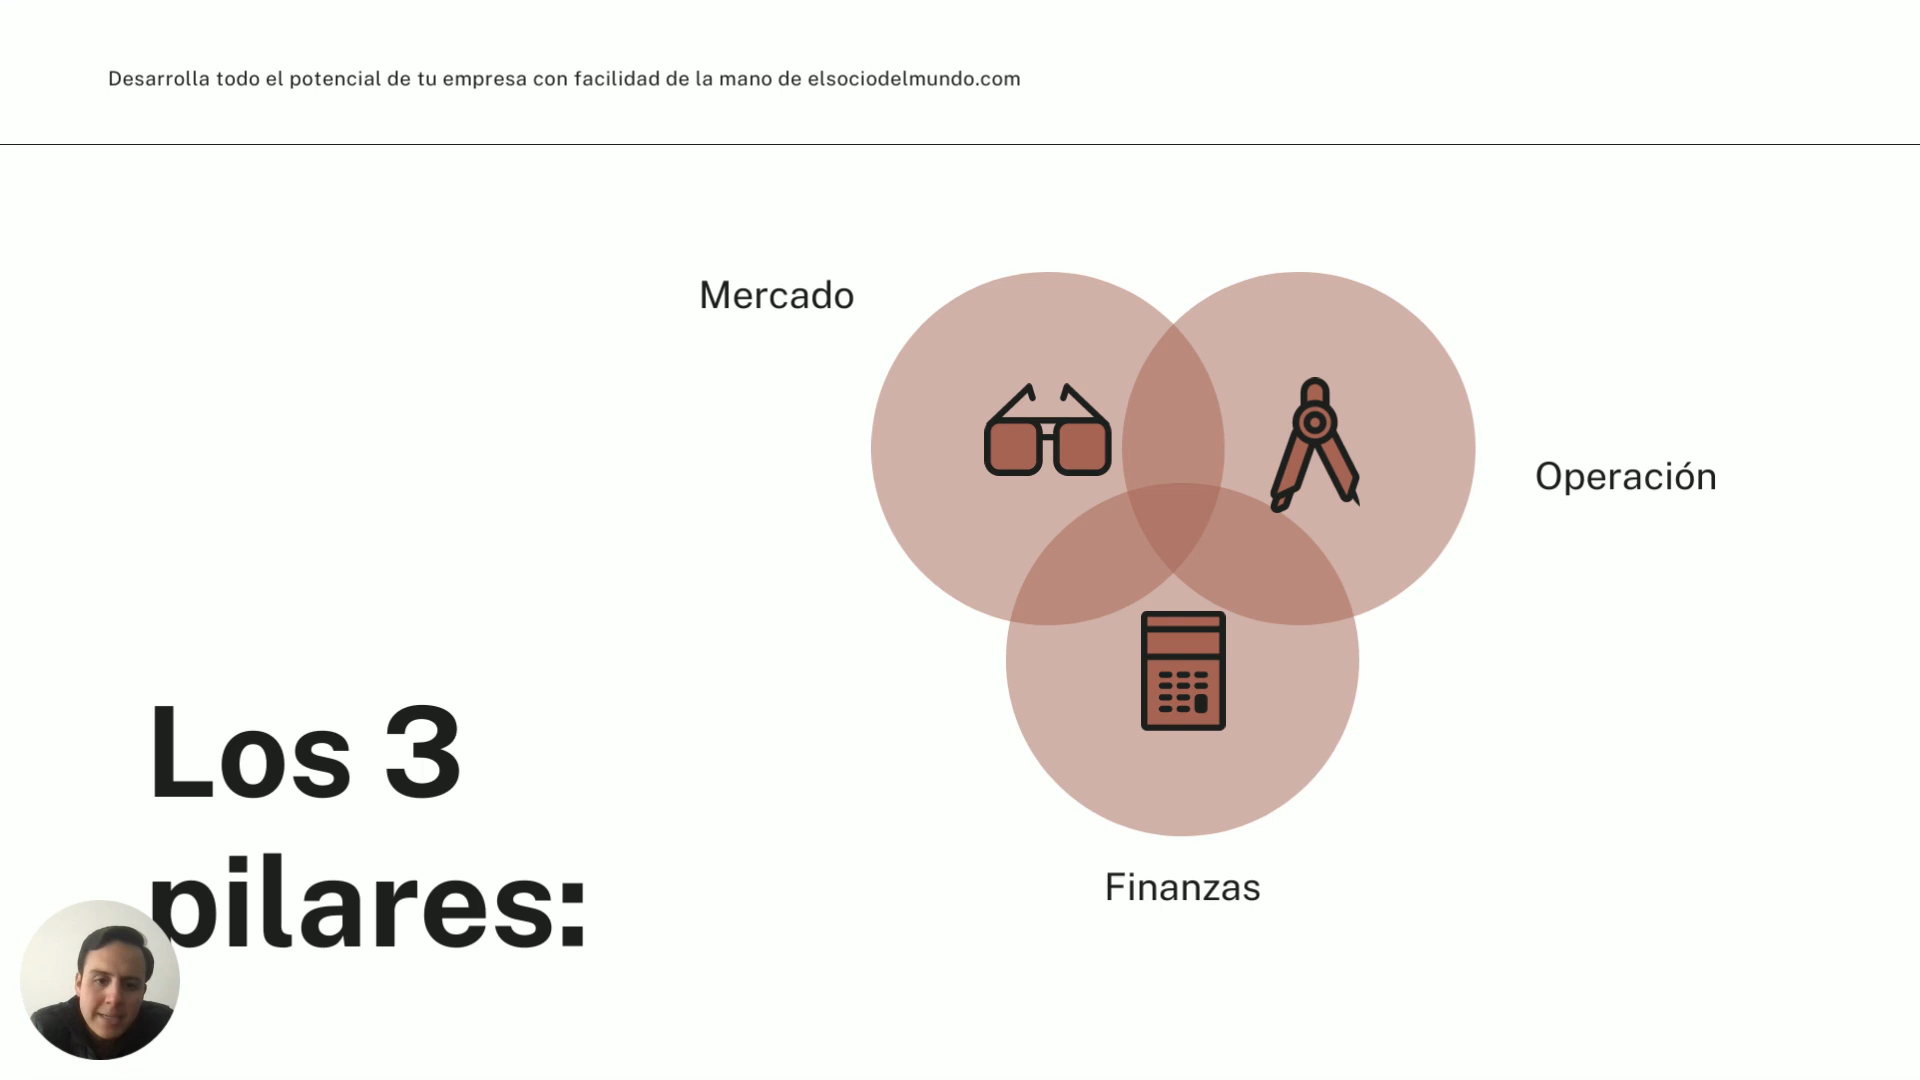 Desarrolla todo el potencial de tu empresa con facilidad de la mano de elsociodelmundo.com
Mercado
Operación
Finanzas
Los 3
pilares: